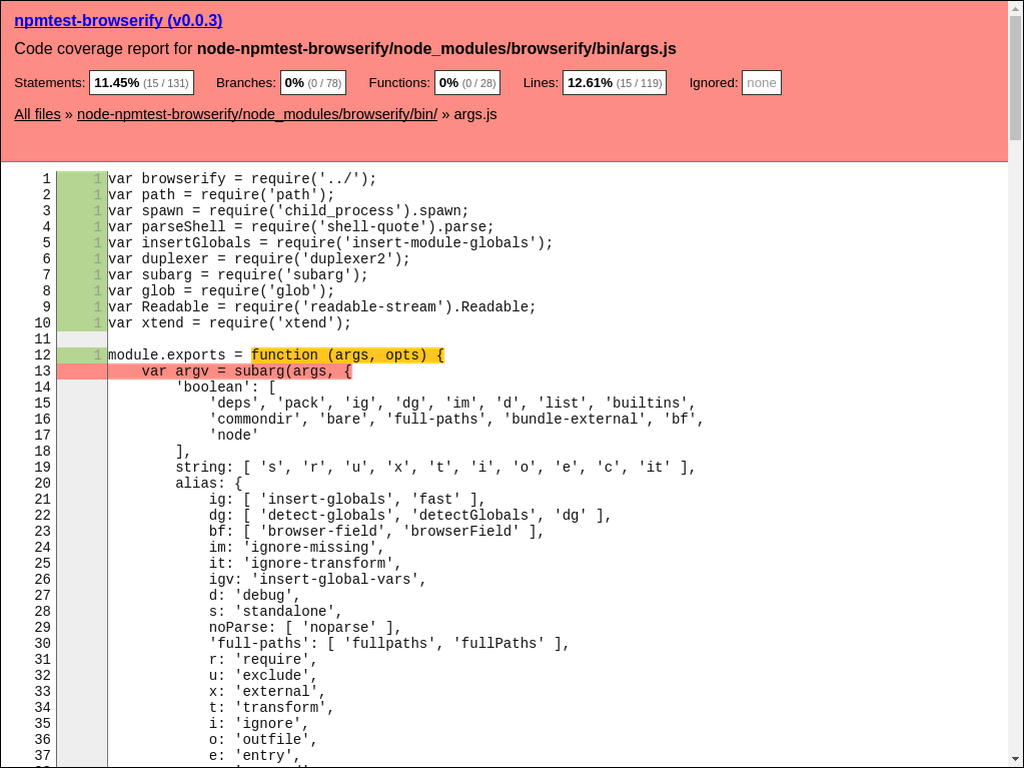 npmtest-browserify (v0.0.3)
Code coverage report for node-npmtest-browserify/node_modules/browserify/bin/args.js
Statements: 11.45% (15 / 131) Branches: 0% (0 / 78) Functions: 0% (0 / 28) Lines: 12.61% (15 / 119) Ignored: none
All files » node-npmtest-browserify/node_modules/browserify/bin/ » args.js
1 1 var browserify = require('../');
2 1 var path = require('path');
3 1 var spawn = require('child_process').spawn;
4 1 var parseShell = require('shell-quote').parse;
5 1 var insertGlobals = require('insert-module-globals');
6 1 var duplexer = require('duplexer2');
7 1 var subarg = require('subarg');
8 1 var glob = require('glob');
9 1 var Readable = require('readable-stream').Readable;
10 1 var xtend = require('xtend');
11
12 1 module.exports = function (args, opts) {
13 var argv = subarg(args, {
14 'boolean': [
15 'deps', 'pack', 'ig', 'dg', 'im', 'd', 'list', 'builtins',
16 'commondir', 'bare', 'full-paths', 'bundle-external', 'bf',
17 'node'
18 ],
19 string: [ 's', 'r', 'u', 'x', 't', 'i', 'o', 'e', 'c', 'it' ],
20 alias: {
21 ig: [ 'insert-globals', 'fast' ],
22 dg: [ 'detect-globals', 'detectGlobals', 'dg' ],
23 bf: [ 'browser-field', 'browserField' ],
24 im: 'ignore-missing',
25 it: 'ignore-transform',
26 igv: 'insert-global-vars',
27 d: 'debug',
28 s: 'standalone',
29 noParse: [ 'noparse' ],
30 'full-paths': [ 'fullpaths', 'fullPaths' ],
31 r: 'require',
32 u: 'exclude',
33 x: 'external',
34 t: 'transform',
35 i: 'ignore',
36 o: 'outfile',
37 e: 'entry',